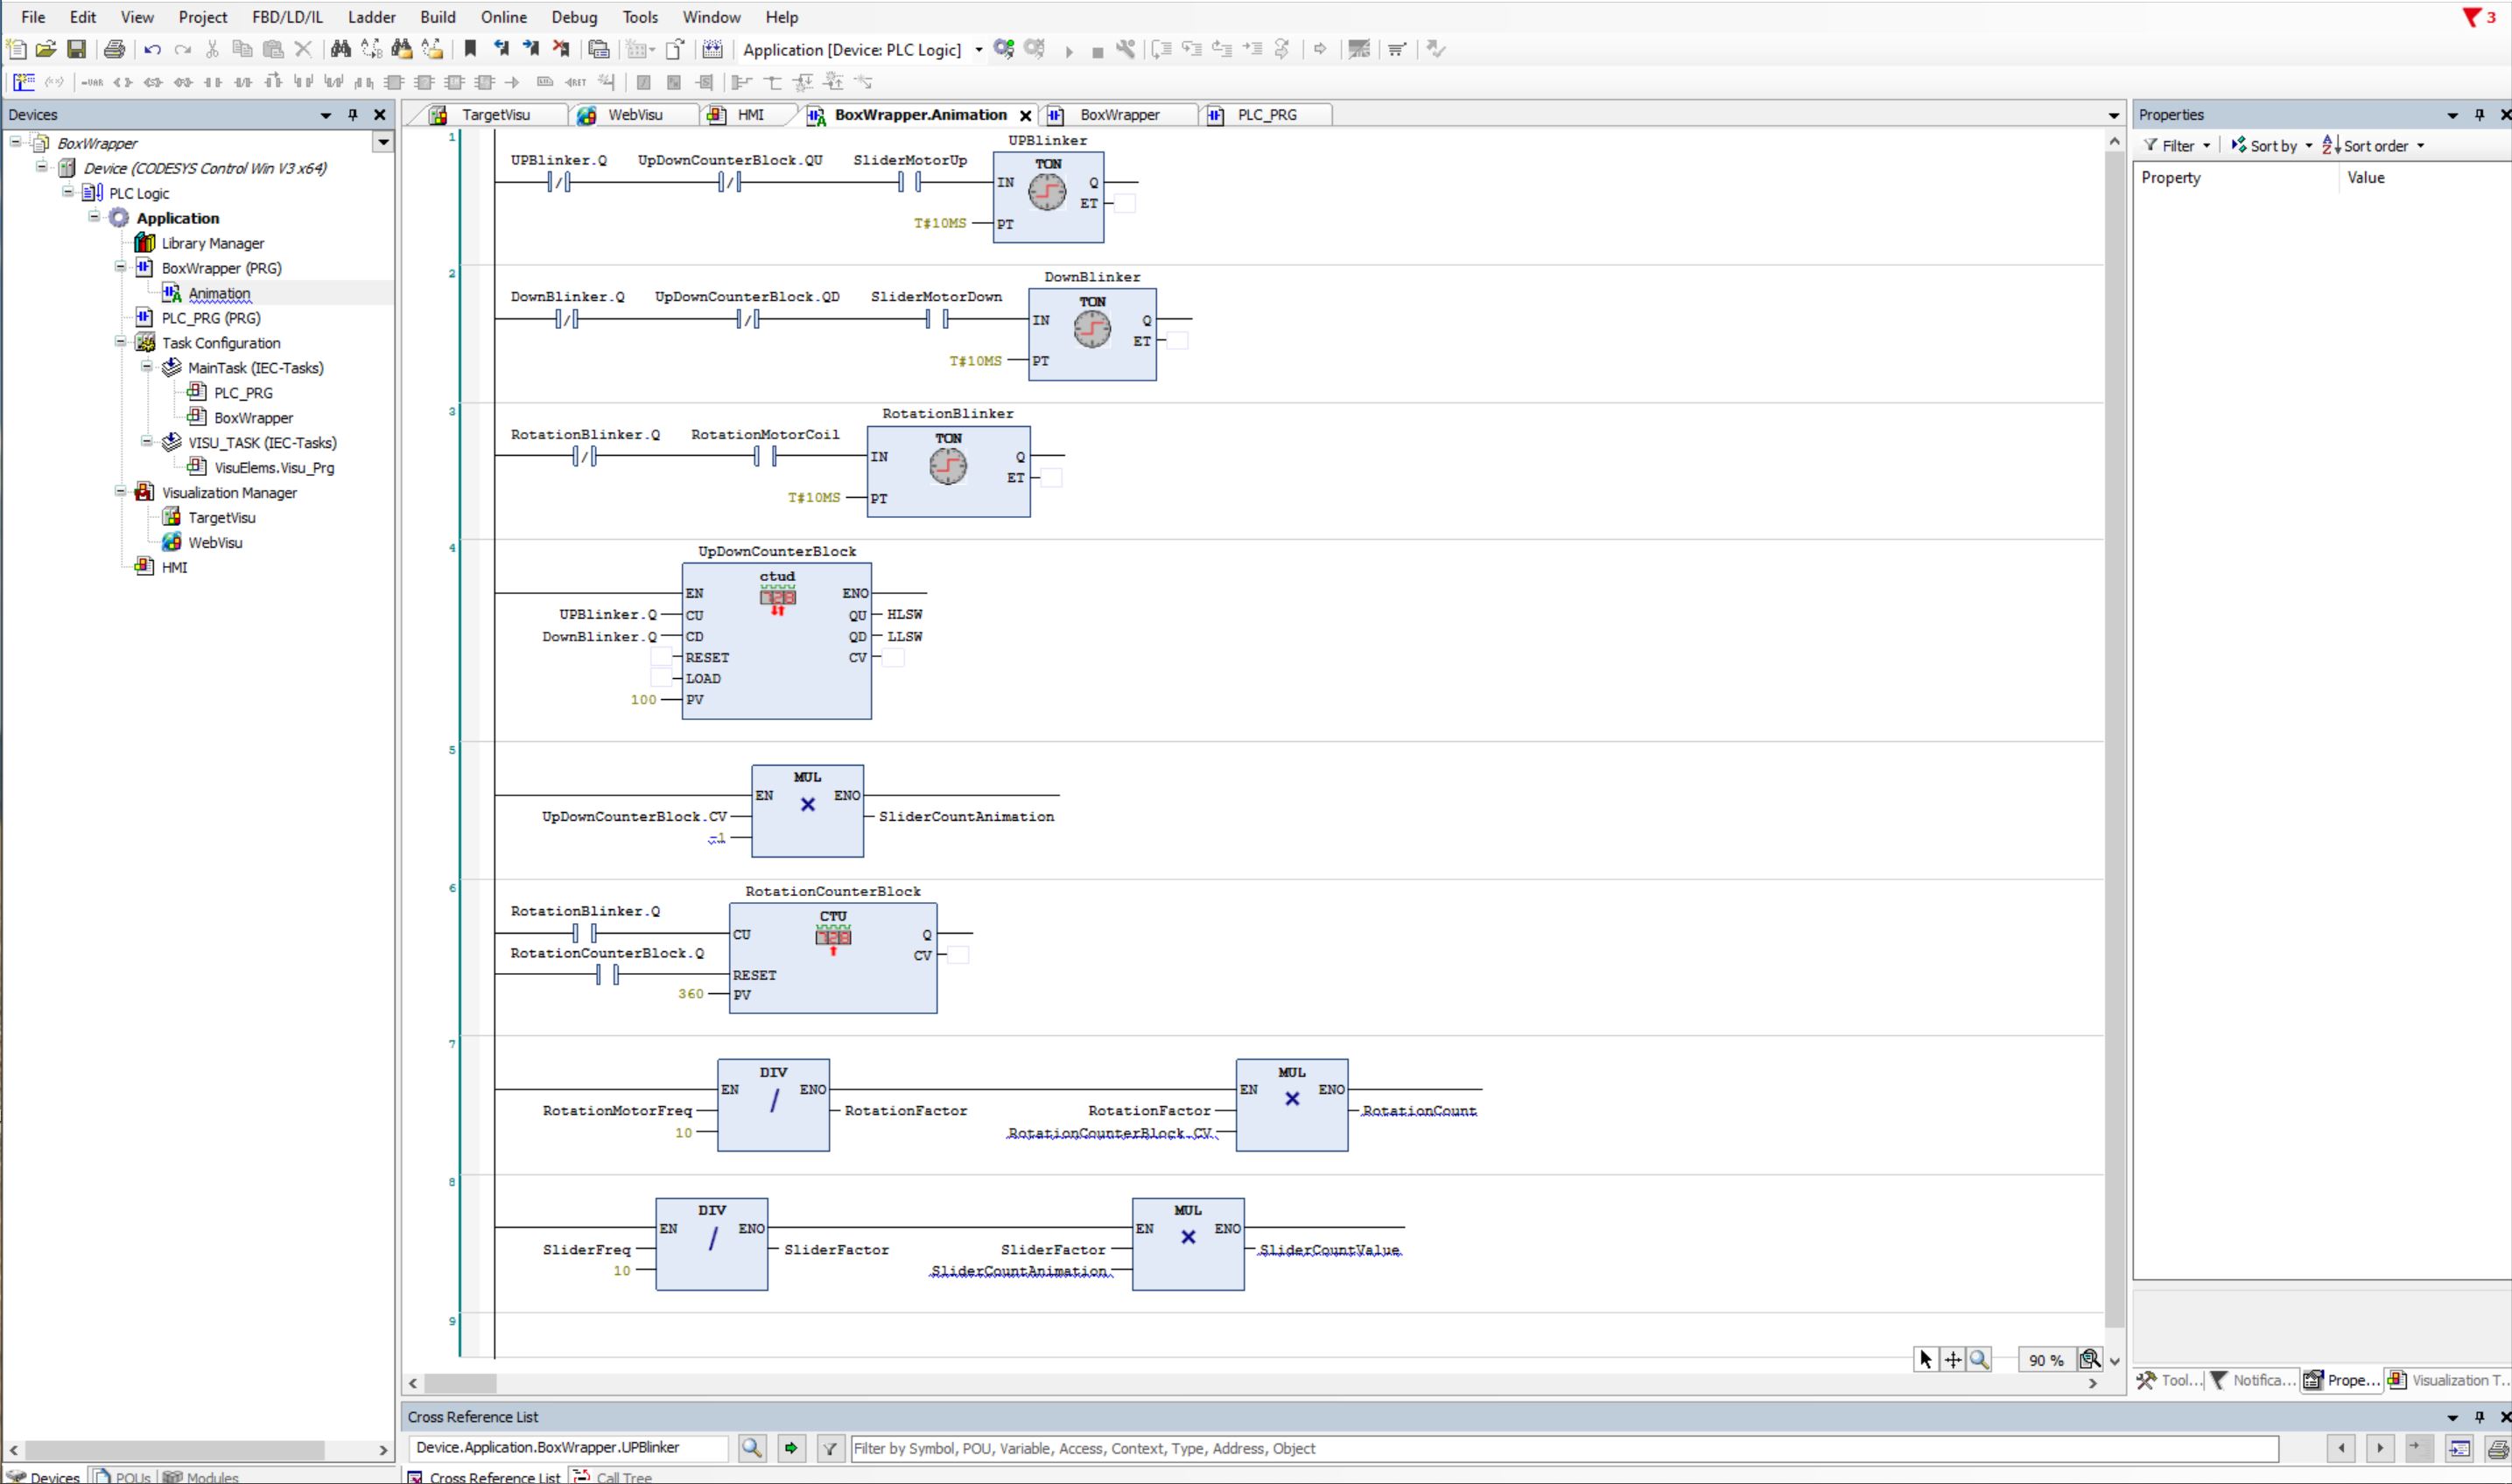 File Edit View Project FBD/LD/IL Ladder Build Online Debug Tools Window Help
3
Application [Device: PLC Logic]
Devices
BoxWrapper
Device (CODESYS Control Win V3 x64)
PLC Logic
Application
Library Manager
BoxWrapper (PRG)
Animation
PLC_PRG (PRG)
Task Configuration
MainTask (IEC-Tasks)
PLC_PRG
BoxWrapper
VISU_TASK (IEC-Tasks)
VisuElems.Visu_Prg
Visualization Manager
TargetVisu
WebVisu
HMI
TargetVisu WebVisu HMI BoxWrapper.Animation BoxWrapper PLC_PRG
1
UPBlinker
UPBlinker.Q UpDownCounterBlock.QU SliderMotorUp TON
IN Q
ET
T#10MS PT
2
DownBlinker
DownBlinker.Q UpDownCounterBlock.QD SliderMotorDown TON
IN Q
ET
T#10MS PT
3
RotationBlinker
RotationBlinker.Q RotationMotorCoil TON
IN Q
ET
T#10MS PT
4
UpDownCounterBlock
ctud
EN ENO
UPBlinker.Q CU QU HLSW
DownBlinker.Q CD QD LLSW
RESET CV
LOAD
100 PV
5
MUL
EN ENO
UpDownCounterBlock.CV SliderCountAnimation
-1
6
RotationCounterBlock
RotationBlinker.Q CTU
CU Q
RotationCounterBlock.Q CV
RESET
360 PV
7
DIV MUL
EN ENO EN ENO
RotationMotorFreq RotationFactor RotationFactor RotationCount
10 RotationCounterBlock.CV
8
DIV MUL
EN ENO EN ENO
SliderFreq SliderFactor SliderFactor SliderCountValue
10 SliderCountAnimation
9
90 %
Properties
Filter Sort by Sort order
Property Value
Tool... Notifica... Prope... Visualization T...
Cross Reference List
Device.Application.BoxWrapper.UPBlinker Filter by Symbol, POU, Variable, Access, Context, Type, Address, Object
Devices POUs Modules Cross Reference List Call Tree